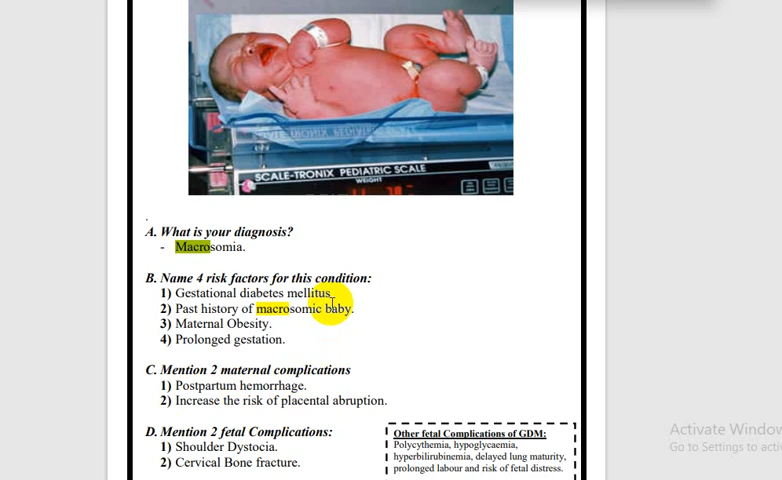 SCALE-TRONIX PEDIATRIC SCALE
WEIGHT
A. What is your diagnosis?
- Macrosomia.
B. Name 4 risk factors for this condition:
1) Gestational diabetes mellitus.
2) Past history of macrosomic baby.
3) Maternal Obesity.
4) Prolonged gestation.
C. Mention 2 maternal complications
1) Postpartum hemorrhage.
2) Increase the risk of placental abruption.
D. Mention 2 fetal Complications:
1) Shoulder Dystocia.
2) Cervical Bone fracture.
Other fetal Complications of GDM:
Polycythemia, hypoglycaemia,
hyperbilirubinemia, delayed lung maturity,
prolonged labour and risk of fetal distress.
Activate Window
Go to Settings to acti